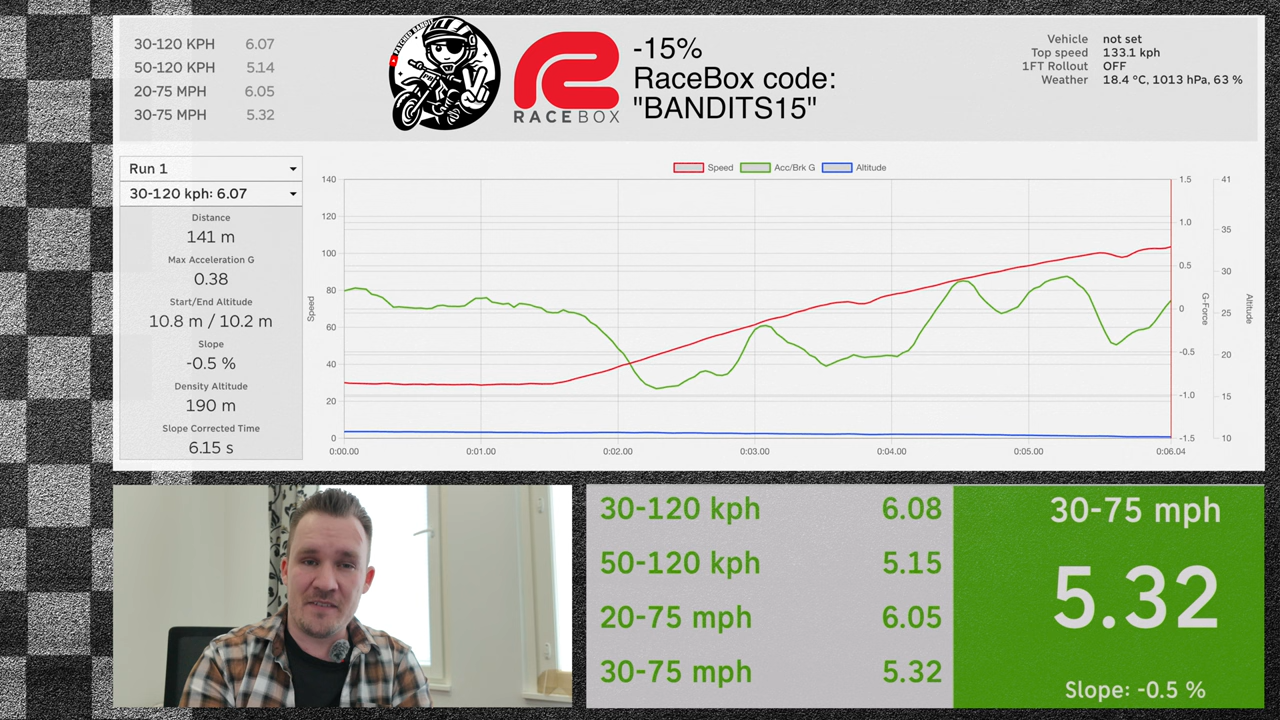 30-120 KPH 6.07
50-120 KPH 5.14
20-75 MPH 6.05
30-75 MPH 5.32
PATCHED BANDIT
RACEBOX
-15%
RaceBox code:
"BANDITS15"
Vehicle not set
Top speed 133.1 kph
1FT Rollout OFF
Weather 18.4 °C, 1013 hPa, 63 %
Run 1
30-120 kph: 6.07
Distance
141 m
Max Acceleration G
0.38
Start/End Altitude
10.8 m / 10.2 m
Slope
-0.5 %
Density Altitude
190 m
Slope Corrected Time
6.15 s
Speed Acc/Brk G Altitude
140
120
100
80
60
40
20
0
Speed
1.5
1.0
0.5
0
-0.5
-1.0
-1.5
G-Force
41
35
30
25
20
15
10
Altitude
0:00.00 0:01.00 0:02.00 0:03.00 0:04.00 0:05.00 0:06.04
30-120 kph 6.08
50-120 kph 5.15
20-75 mph 6.05
30-75 mph 5.32
30-75 mph
5.32
Slope: -0.5 %